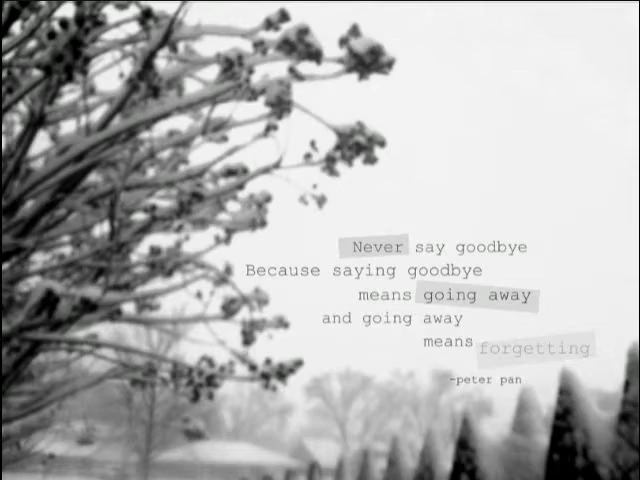 Never say goodbye
Because saying goodbye
means going away
and going away
means forgetting
-peter pan